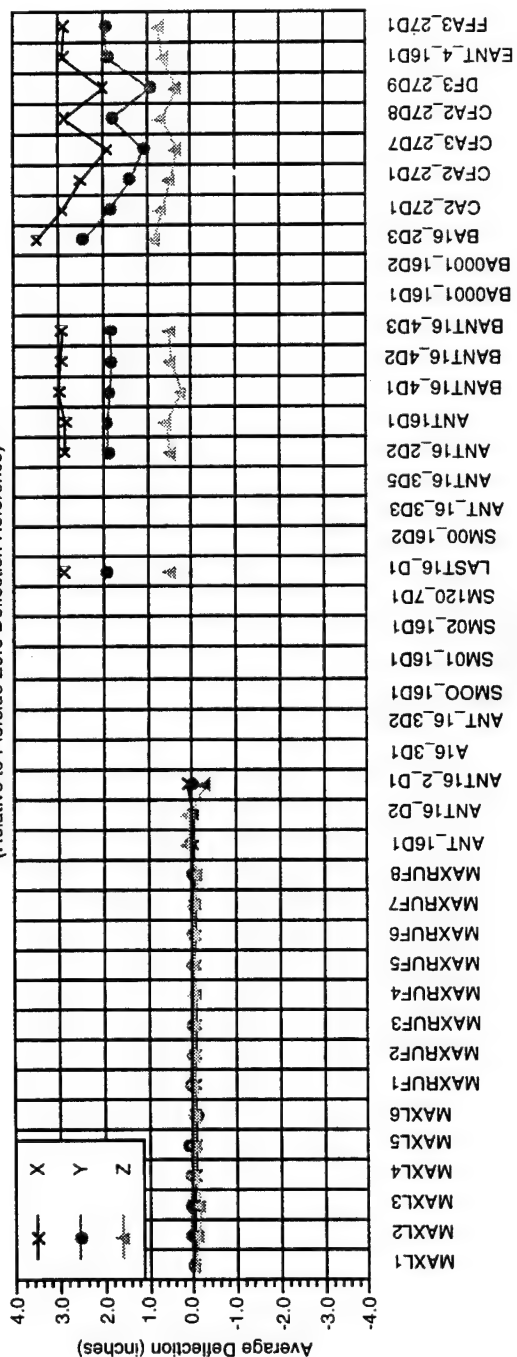 (Relative to Pierside Zero Deflection Reference)
Average Deflection (inches)
4.0
3.0
2.0
1.0
0.0
-1.0
-2.0
-3.0
-4.0
X
Y
Z
MAXL1
MAXL2
MAXL3
MAXL4
MAXL5
MAXL6
MAXRUF1
MAXRUF2
MAXRUF3
MAXRUF4
MAXRUF5
MAXRUF6
MAXRUF7
MAXRUF8
ANT_16D1
ANT16_D2
ANT16_2_D1
A16_3D1
ANT_16_3D2
SMOO_16D1
SM01_16D1
SM02_16D1
SM120_7D1
LAST16_D1
SM00_16D2
ANT_16_3D3
ANT16_3D5
ANT16_2D2
ANT16D1
BANT16_4D1
BANT16_4D2
BANT16_4D3
BA0001_16D1
BA0001_16D2
BA16_2D3
CA2_27D1
CFA2_27D1
CFA3_27D7
CFA2_27D8
DF3_27D9
EANT_4_16D1
FFA3_27D1